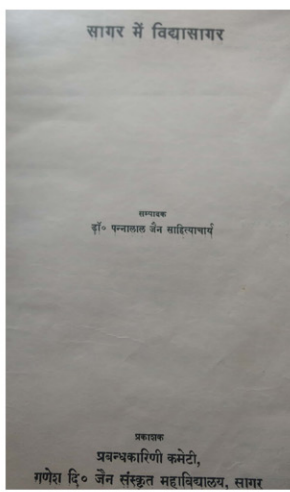 सागर में विद्यासागर
सम्पादक
डॉ० पन्नालाल जैन साहित्याचार्य
प्रकाशक
प्रबन्धकारिणी कमेटी,
गणेश दि० जैन संस्कृत महाविद्यालय, सागर